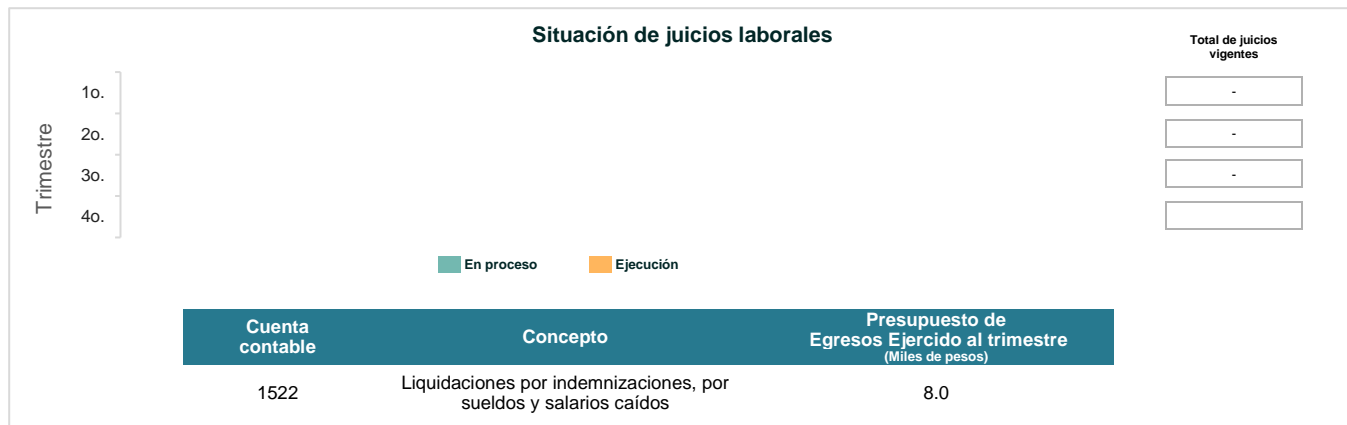 Situación de juicios laborales
Total de juicios
vigentes
Trimestre
1o.
-
2o.
-
3o.
-
4o.
En proceso
Ejecución
Cuenta
contable
Concepto
Presupuesto de
Egresos Ejercido al trimestre
(Miles de pesos)
1522
Liquidaciones por indemnizaciones, por
sueldos y salarios caídos
8.0